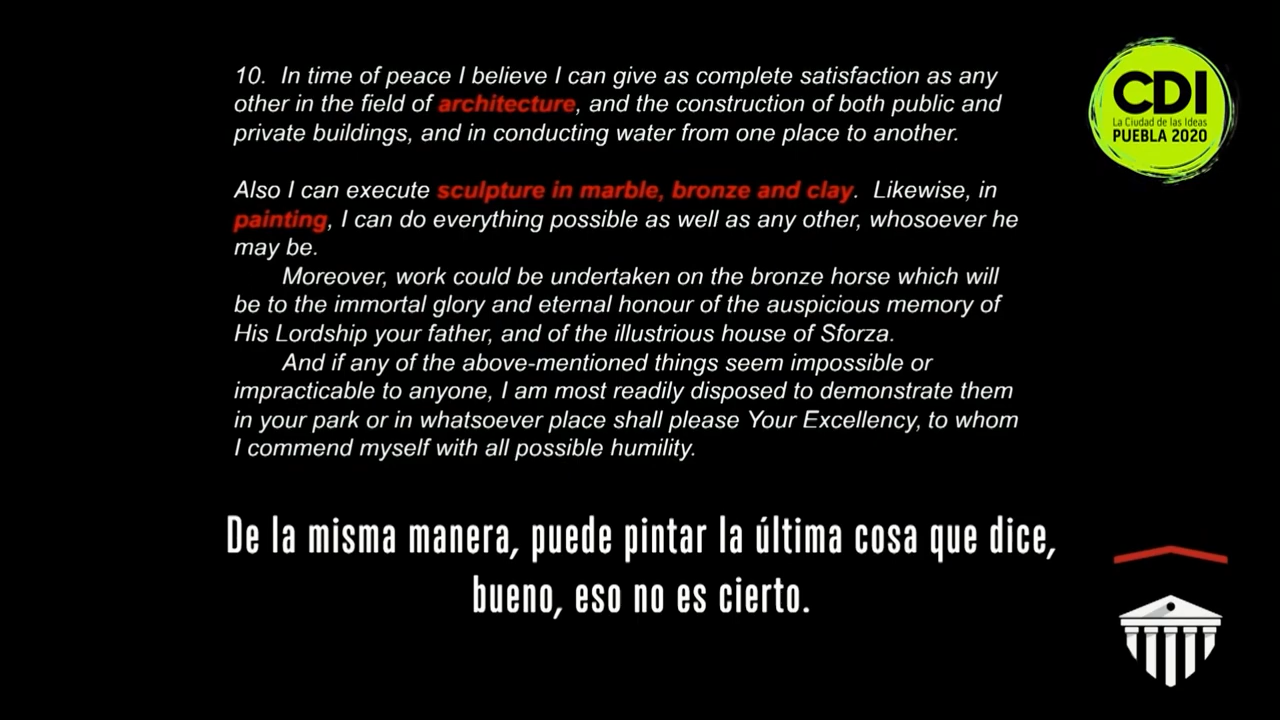 10.  In time of peace I believe I can give as complete satisfaction as any
other in the field of architecture, and the construction of both public and
private buildings, and in conducting water from one place to another.
Also I can execute sculpture in marble, bronze and clay.  Likewise, in
painting, I can do everything possible as well as any other, whosoever he
may be.
Moreover, work could be undertaken on the bronze horse which will
be to the immortal glory and eternal honour of the auspicious memory of
His Lordship your father, and of the illustrious house of Sforza.
And if any of the above-mentioned things seem impossible or
impracticable to anyone, I am most readily disposed to demonstrate them
in your park or in whatsoever place shall please Your Excellency, to whom
I commend myself with all possible humility.
CDI
La Ciudad de las Ideas
PUEBLA 2020
De la misma manera, puede pintar la última cosa que dice,
bueno, eso no es cierto.